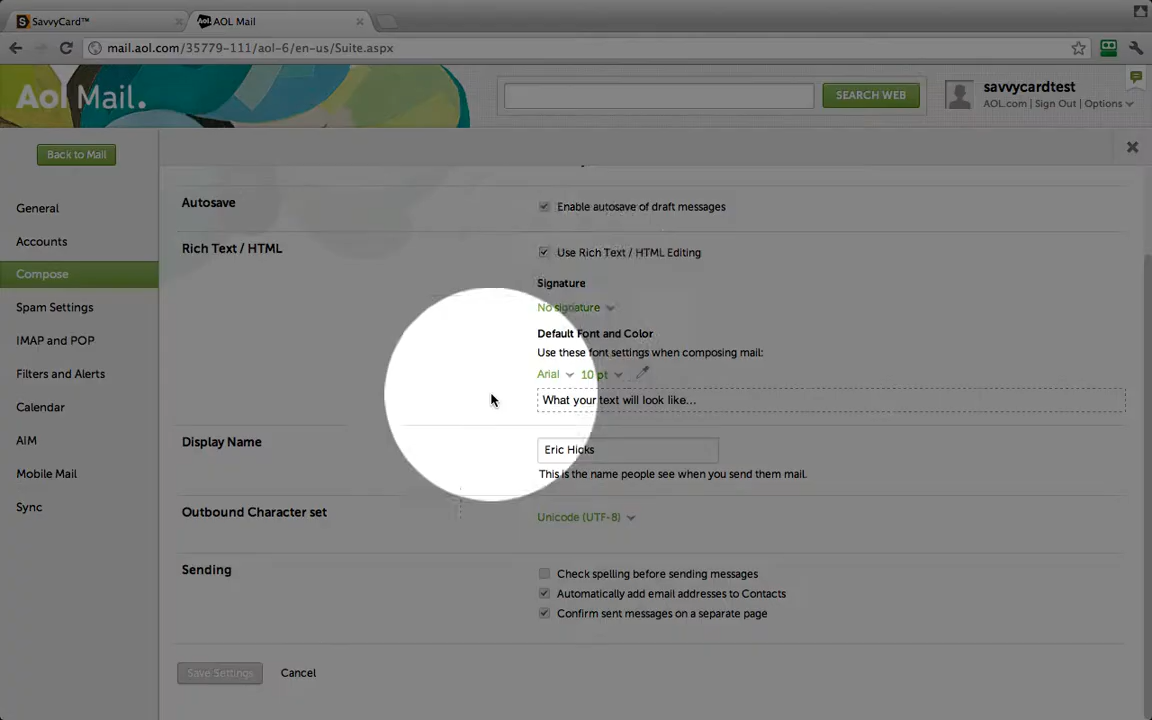 SavvyCard™
Aol. AOL Mail
mail.aol.com/35779-111/aol-6/en-us/Suite.aspx
Aol Mail.
SEARCH WEB
savvycardtest
AOL.com | Sign Out | Options
Back to Mail
General
Accounts
Compose
Spam Settings
IMAP and POP
Filters and Alerts
Calendar
AIM
Mobile Mail
Sync
Autosave
Enable autosave of draft messages
Rich Text / HTML
Use Rich Text / HTML Editing
Signature
No signature
Default Font and Color
Use these font settings when composing mail:
Arial 10 pt
What your text will look like...
Display Name
Eric Hicks
This is the name people see when you send them mail.
Outbound Character set
Unicode (UTF-8)
Sending
Check spelling before sending messages
Automatically add email addresses to Contacts
Confirm sent messages on a separate page
Save Settings
Cancel